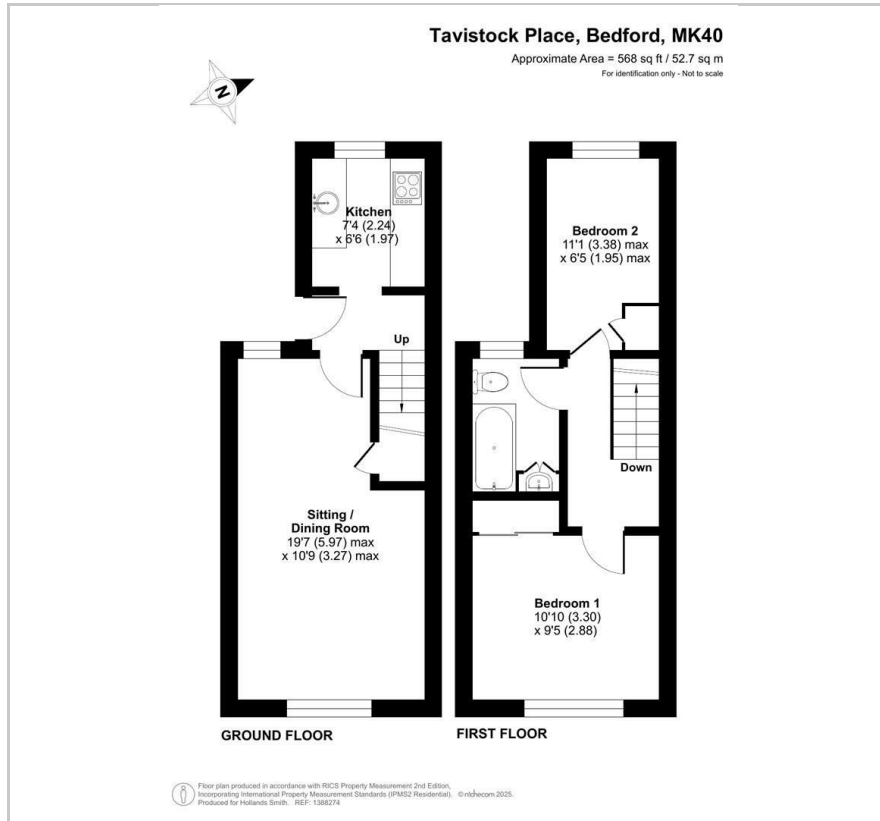 Tavistock Place, Bedford, MK40
Approximate Area = 568 sq ft / 52.7 sq m
For identification only - Not to scale
N
Kitchen
7'4 (2.24)
x 6'6 (1.97)
Up
Sitting /
Dining Room
19'7 (5.97) max
x 10'9 (3.27) max
GROUND FLOOR
Bedroom 2
11'1 (3.38) max
x 6'5 (1.95) max
Down
Bedroom 1
10'10 (3.30)
x 9'5 (2.88)
FIRST FLOOR
Floor plan produced in accordance with RICS Property Measurement 2nd Edition,
Incorporating International Property Measurement Standards (IPMS2 Residential). © nichecom 2025.
Produced for Hollands Smith. REF: 1388274